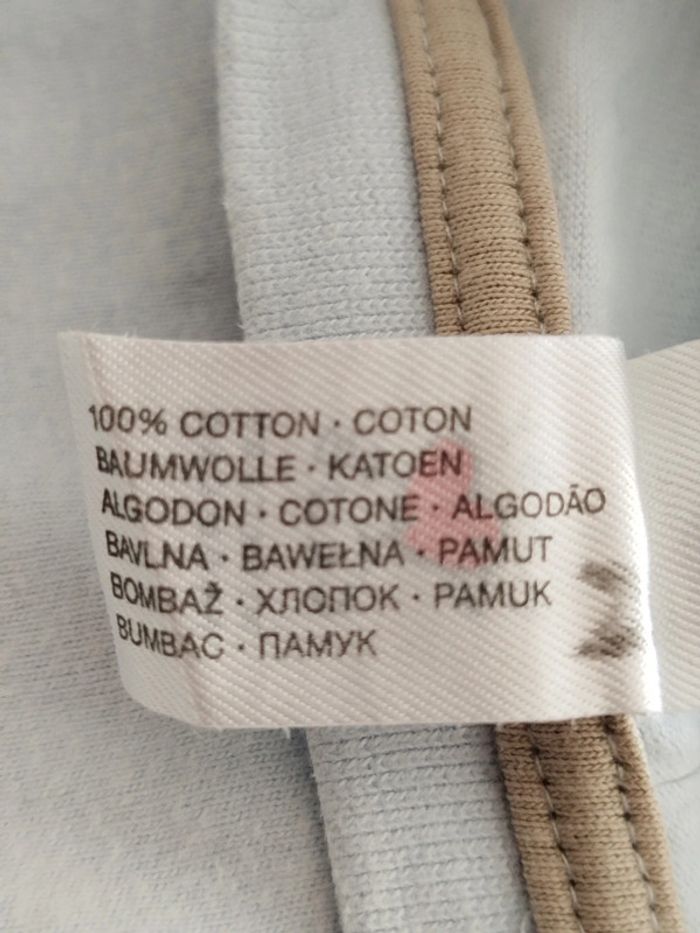 100% COTTON · COTON
BAUMWOLLE · KATOEN
ALGODON · COTONE · ALGODÃO
BAVLNA · BAWEŁNA · PAMUT
BOMBAŽ · ХЛОПОК · PAMUK
BUMBAC · ПАМУК